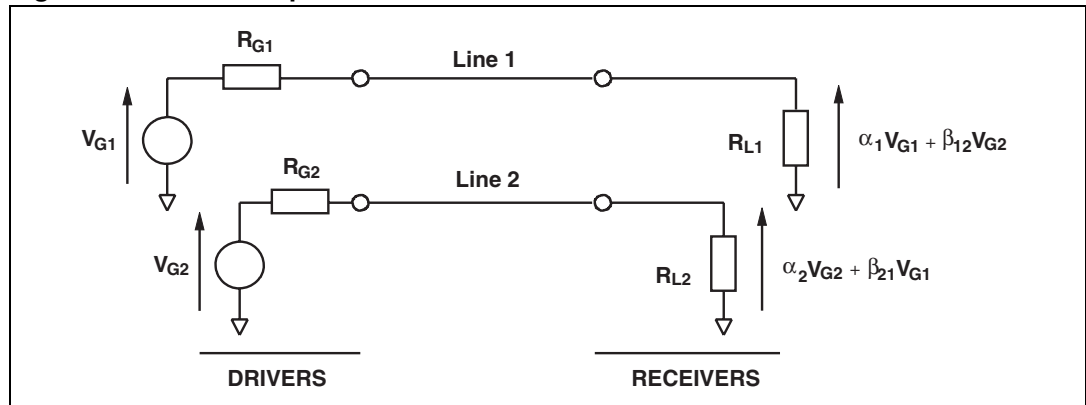 R_G1
Line 1
V_G1
R_L1
α₁V_G1 + β₁₂V_G2
R_G2
Line 2
V_G2
R_L2
α₂V_G2 + β₂₁V_G1
DRIVERS
RECEIVERS